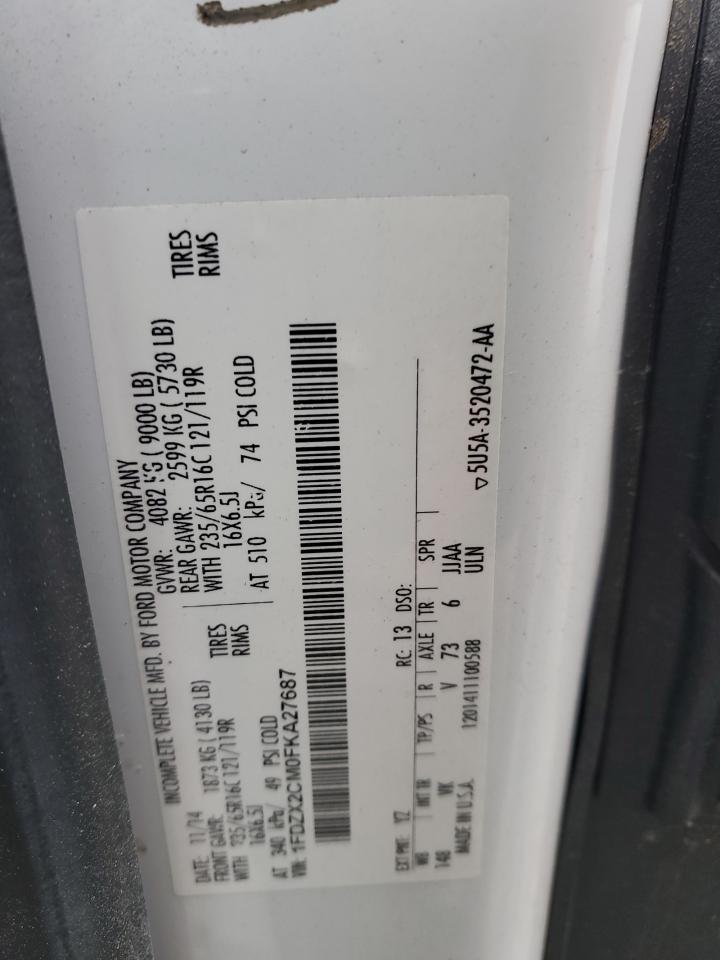 INCOMPLETE VEHICLE MFD. BY FORD MOTOR COMPANY
DATE: 11/14 GVWR: 4082 KG ( 9000 LB)
FRONT GAWR: 1873 KG ( 4130 LB) REAR GAWR: 2599 KG ( 5730 LB)
WITH 235/65R16C 121/119R TIRES WITH 235/65R16C 121/119R TIRES
16X6.5J RIMS 16X6.5J RIMS
AT 340 kPa/ 49 PSI COLD AT 510 kPa/ 74 PSI COLD
VIN: 1FDZX2CM0FKA27687
EXT PNT: YZ RC: 13 DSO:
WB INT TR TP/PS R AXLE TR SPR
148 VK V 73 6 JJAA
MADE IN U.S.A. 1201411100588 ULN
▽5U5A-3520472-AA